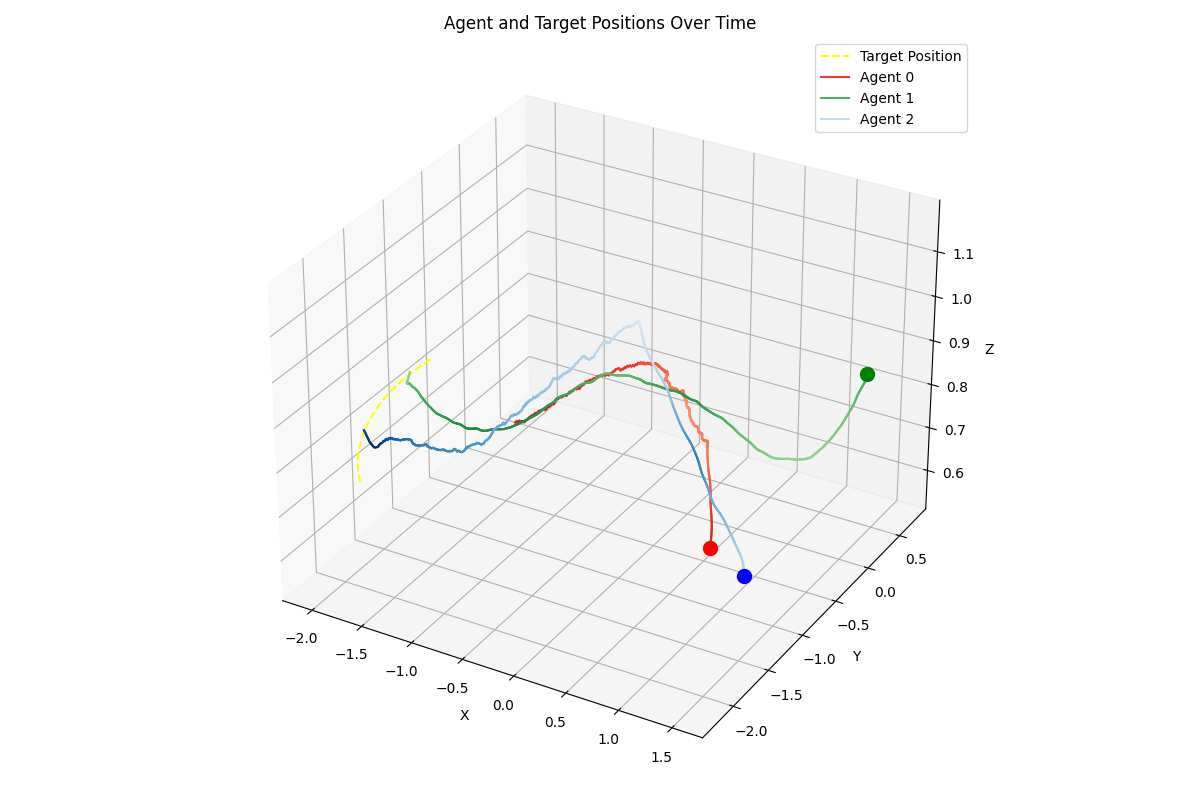 Agent and Target Positions Over Time
Target Position
Agent 0
Agent 1
Agent 2
1.1
1.0
0.9
Z
0.8
0.7
0.6
0.5
0.0
−0.5
Y
−1.0
−1.5
−2.0
−2.0
−1.5
−1.0
−0.5
X
0.0
0.5
1.0
1.5